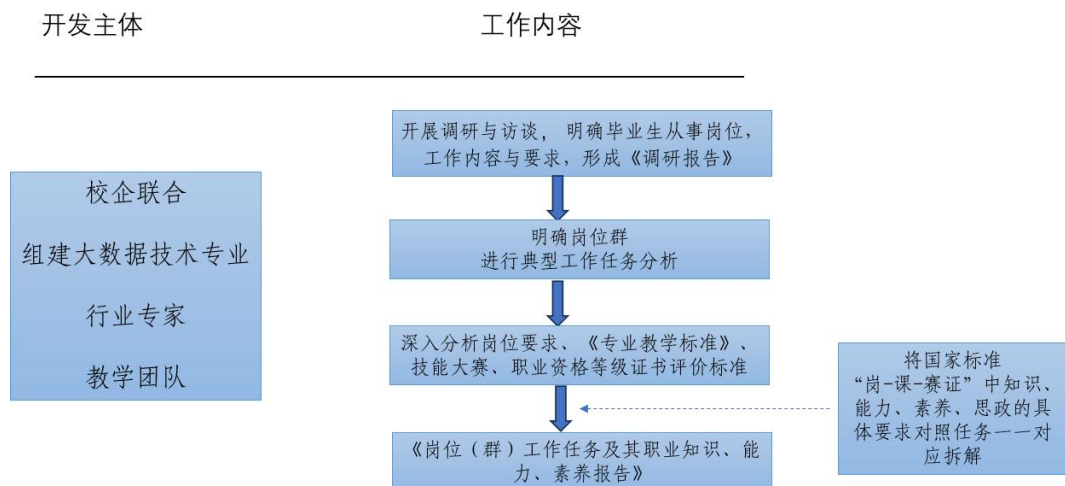 开发主体
工作内容
校企联合
组建大数据技术专业
行业专家
教学团队
开展调研与访谈， 明确毕业生从事岗位，
工作内容与要求，形成《调研报告》
明确岗位群
进行典型工作任务分析
深入分析岗位要求、《专业教学标准》、
技能大赛、职业资格等级证书评价标准
《岗位（群）工作任务及其职业知识、能
力、素养报告》
将国家标准
“岗-课-赛证”中知识、
能力、素养、思政的具
体要求对照任务一一对
应拆解